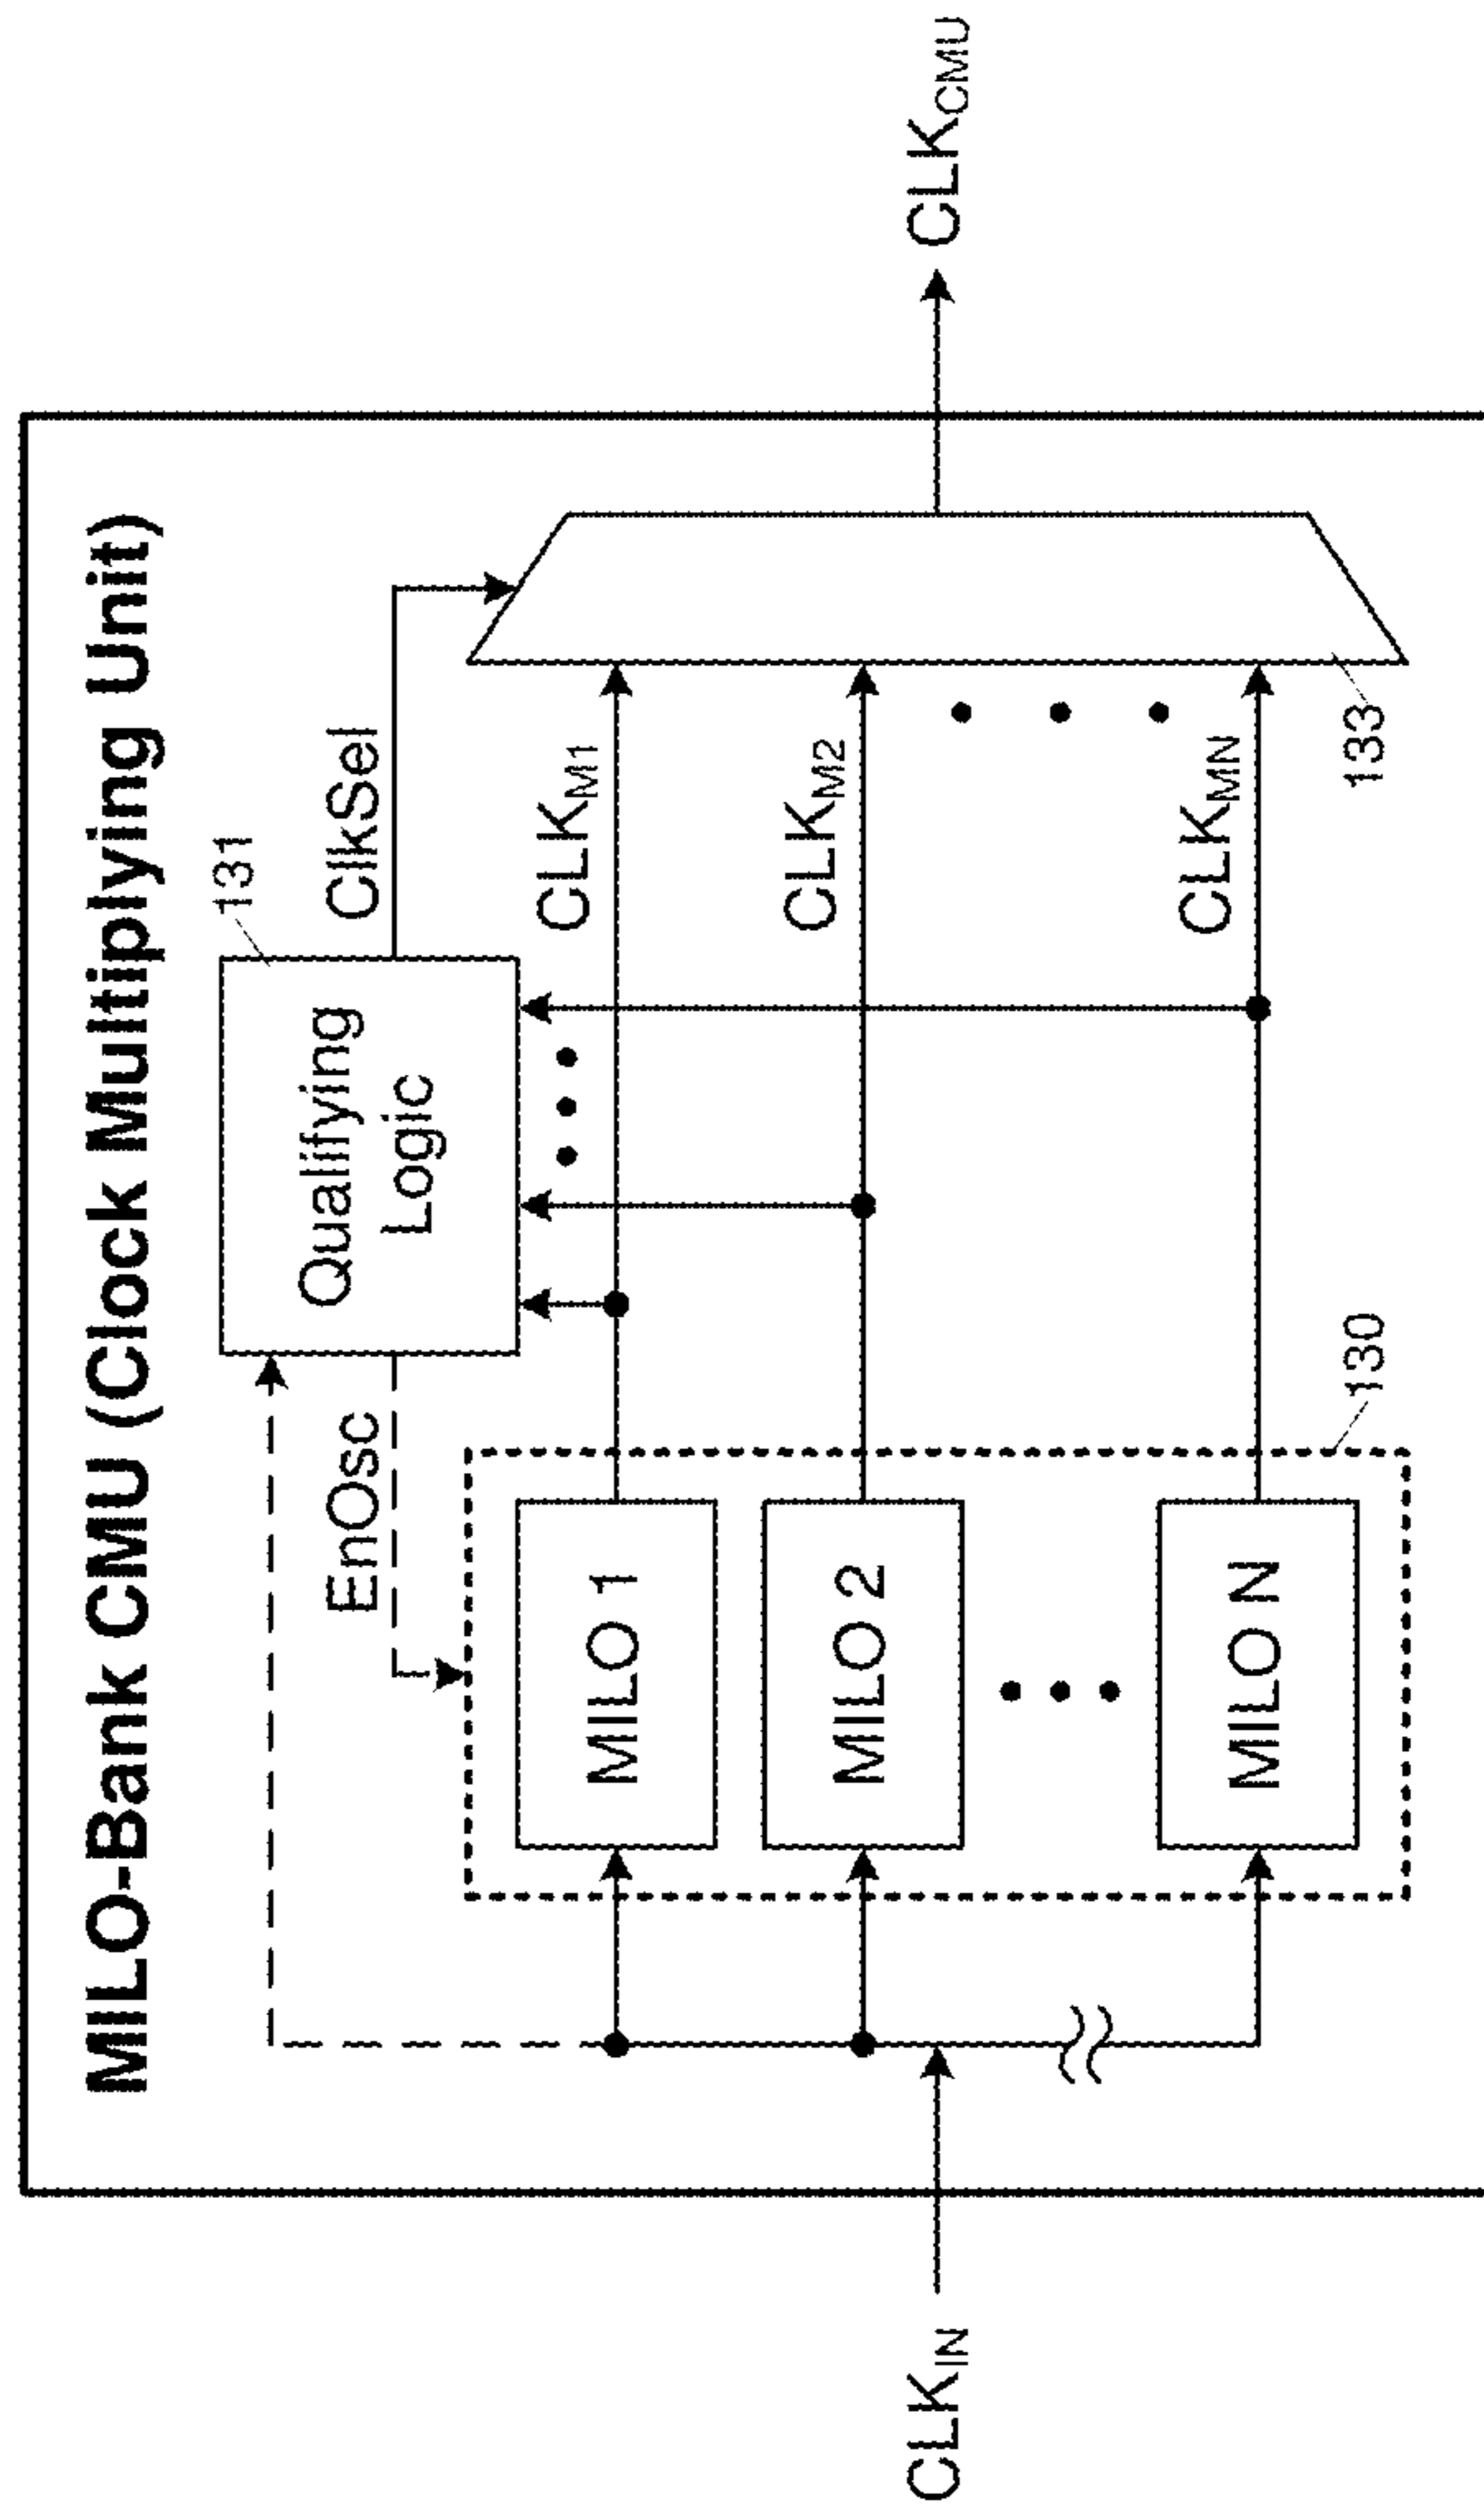 MILO-Bank CMU (Clock Multiplying Unit)
131
Qualifying
Logic
EnOsc
ClkSel
MILO 1
CLKM1
MILO 2
CLKM2
CLKIN
CLKCMU
MILO N
CLKMN
130
133